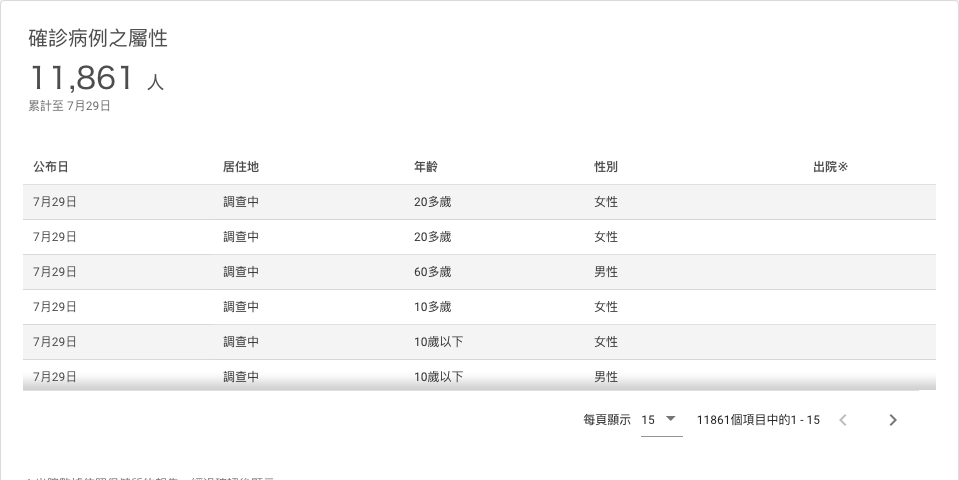 確診病例之屬性
11,861 人
累計至 7月29日
公布日 居住地 年齡 性別 出院※
7月29日 調查中 20多歲 女性
7月29日 調查中 20多歲 女性
7月29日 調查中 60多歲 男性
7月29日 調查中 10多歲 女性
7月29日 調查中 10歲以下 女性
7月29日 調查中 10歲以下 男性
每頁顯示 15 11861個項目中的1 - 15